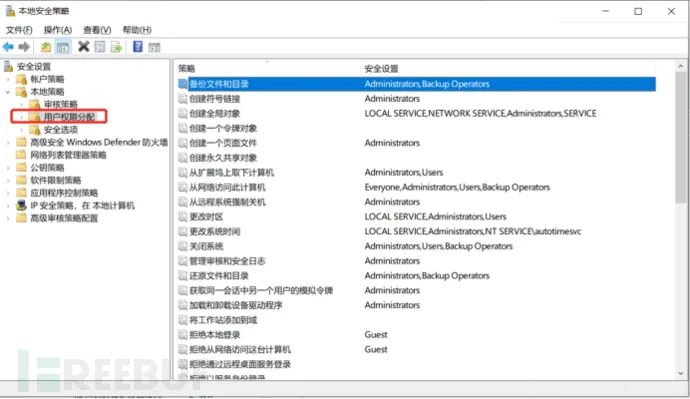 本地安全策略
文件(F) 操作(A) 查看(V) 帮助(H)
安全设置
帐户策略
本地策略
审核策略
用户权限分配
安全选项
高级安全 Windows Defender 防火墙
网络列表管理器策略
公钥策略
软件限制策略
应用程序控制策略
IP 安全策略，在 本地计算机
高级审核策略配置
策略 安全设置
备份文件和目录 Administrators,Backup Operators
创建符号链接 Administrators
创建全局对象 LOCAL SERVICE,NETWORK SERVICE,Administrators,SERVICE
创建一个令牌对象
创建一个页面文件 Administrators
创建永久共享对象
从扩展坞上取下计算机 Administrators,Users
从网络访问此计算机 Everyone,Administrators,Users,Backup Operators
从远程系统强制关机 Administrators
更改时区 LOCAL SERVICE,Administrators,Users
更改系统时间 LOCAL SERVICE,Administrators,NT SERVICE\autotimesvc
关闭系统 Administrators,Users,Backup Operators
管理审核和安全日志 Administrators
还原文件和目录 Administrators,Backup Operators
获取同一会话中另一个用户的模拟令牌 Administrators
加载和卸载设备驱动程序 Administrators
将工作站添加到域
拒绝本地登录 Guest
拒绝从网络访问这台计算机 Guest
拒绝通过远程桌面服务登录
拒绝以服务身份登录
FREEBUF